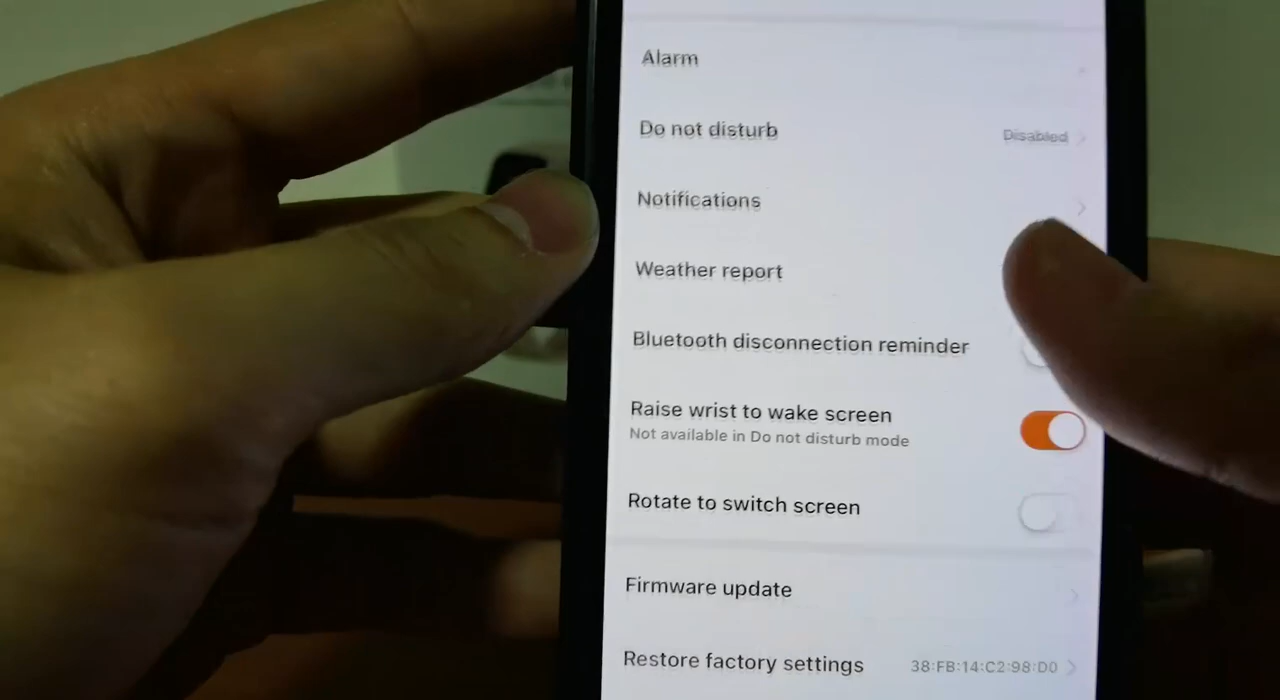 Alarm
Do not disturb
Disabled
Notifications
Weather report
Bluetooth disconnection reminder
Raise wrist to wake screen
Not available in Do not disturb mode
Rotate to switch screen
Firmware update
Restore factory settings
38:FB:14:C2:98:D0